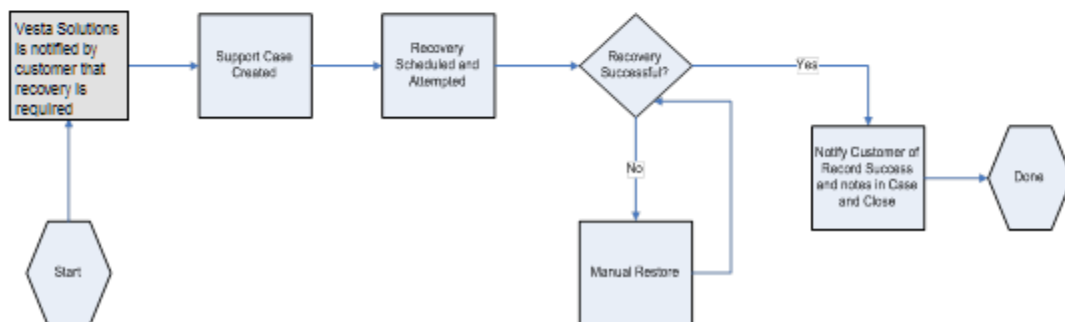 Vesta Solutions
is notified by
customer that
recovery is
required
Support Case
Created
Recovery
Scheduled and
Attempted
Recovery
Successful?
Yes
No
Notify Customer of
Record Success
and notes in Case
and Close
Done
Start
Manual Restore